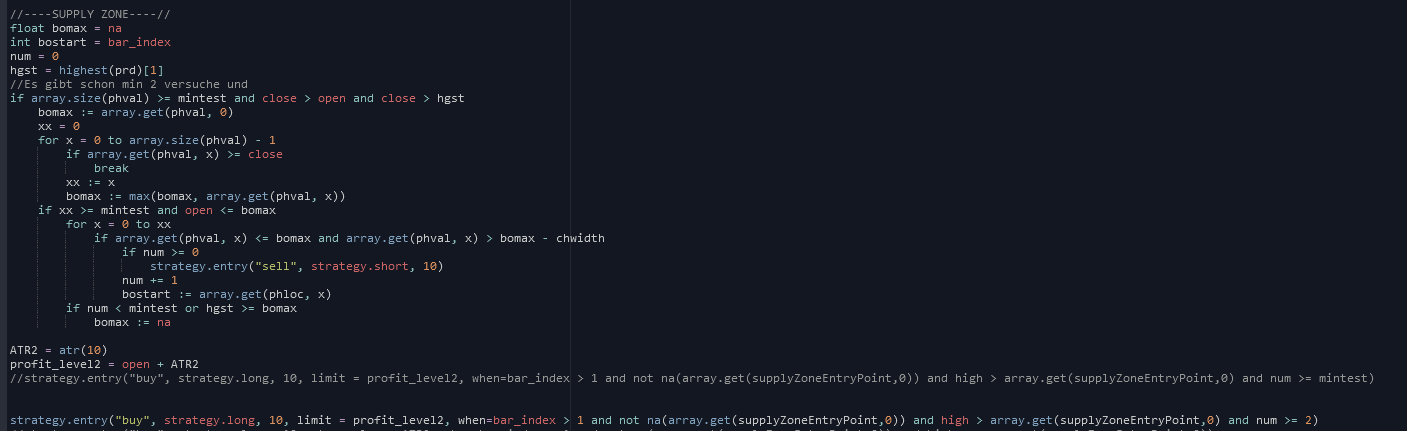 //----SUPPLY ZONE----//
float bomax = na
int bostart = bar_index
num = 0
hgst = highest(prd)[1]
//Es gibt schon min 2 versuche und
if array.size(phval) >= mintest and close > open and close > hgst
    bomax := array.get(phval, 0)
    xx = 0
    for x = 0 to array.size(phval) - 1
        if array.get(phval, x) >= close
            break
        xx := x
        bomax := max(bomax, array.get(phval, x))
    if xx >= mintest and open <= bomax
        for x = 0 to xx
            if array.get(phval, x) <= bomax and array.get(phval, x) > bomax - chwidth
                if num >= 0
                    strategy.entry("sell", strategy.short, 10)
                num += 1
                bostart := array.get(phloc, x)
        if num < mintest or hgst >= bomax
            bomax := na
ATR2 = atr(10)
profit_level2 = open + ATR2
//strategy.entry("buy", strategy.long, 10, limit = profit_level2, when=bar_index > 1 and not na(array.get(supplyZoneEntryPoint,0)) and high > array.get(supplyZoneEntryPoint,0) and num >= mintest)
strategy.entry("buy", strategy.long, 10, limit = profit_level2, when=bar_index > 1 and not na(array.get(supplyZoneEntryPoint,0)) and high > array.get(supplyZoneEntryPoint,0) and num >= 2)